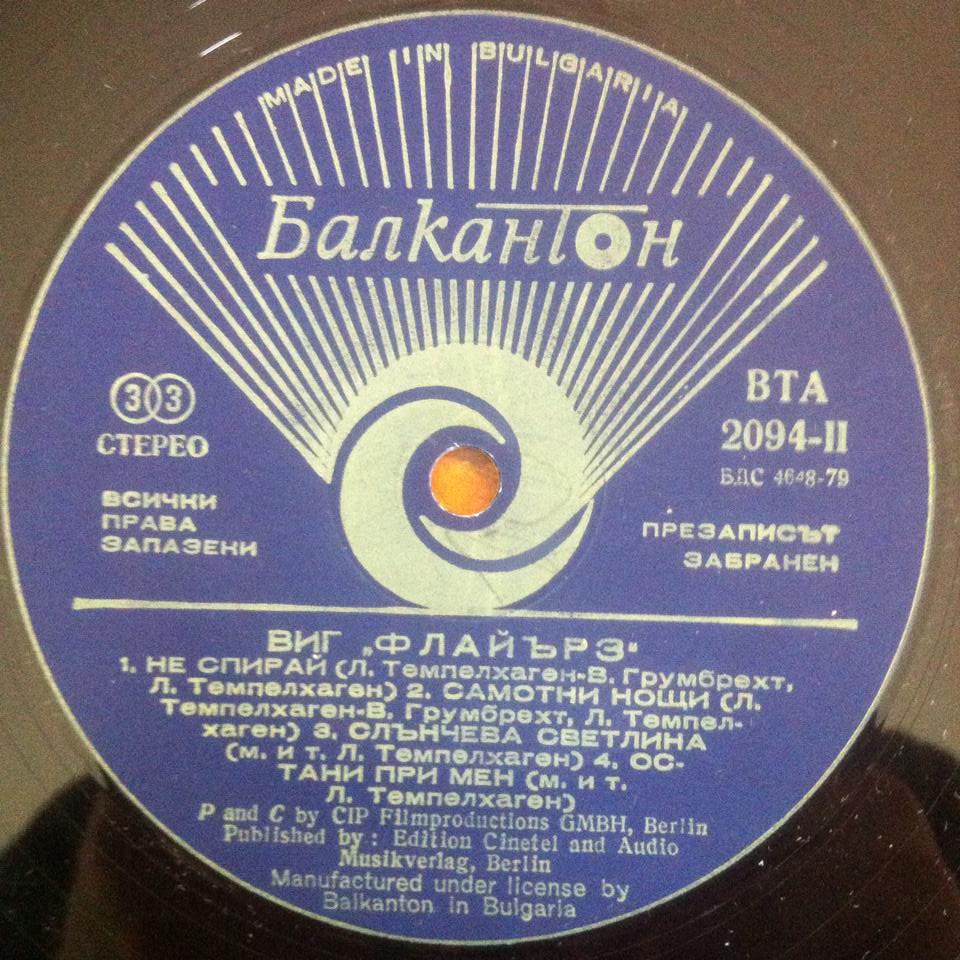 MADE IN BULGARIA
Балкантон
33
СТЕРЕО
ВСИЧКИ
ПРАВА
ЗАПАЗЕНИ
ВТА
2094-II
БДС 4648-79
ПРЕЗАПИСЪТ
ЗАБРАНЕН
ВИГ „ФЛАЙЪРЗ“
1. НЕ СПИРАЙ (Л. Темпелхаген-В. Грумбрехт,
Л. Темпелхаген) 2. САМОТНИ НОЩИ (Л.
Темпелхаген-В. Грумбрехт, Л. Темпел-
хаген) 3. СЛЪНЧЕВА СВЕТЛИНА
(м. и т. Л. Темпелхаген) 4. ОС-
ТАНИ ПРИ МЕН (м. и т.
Л. Темпелхаген)
P and C by CIP Filmproductions GMBH, Berlin
Published by : Edition Cinetel and Audio
Musikverlag, Berlin
Manufactured under license by
Balkanton in Bulgaria